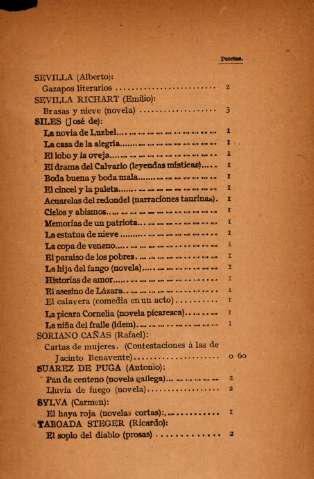 Pesetas.
SEVILLA (Alberto):
Gazapos literarios ........................ 2
SEVILLA RICHART (Emilio):
Brasas y nieve (novela) .................. 3
SILES (José de):
La novia de Luzbel........................ 1
La casa de la alegría..................... 1
El lobo y la oveja........................ 1
El drama del Calvario (leyendas místicas)..... 1
Boda buena y boda mala.................... 1
El cincel y la paleta..................... 1
Acuarelas del redondel (narraciones taurinas). 1
Cielos y abismos.......................... 1
Memorias de un patriota................... 1
La estatua de nieve ...................... 1
La copa de veneno......................... 1
El paraíso de los pobres.................. 1
La hija del fango (novela)................ 1
Historias de amor......................... 1
El asesino de Lázara...................... 1
El calavera (comedia en un acto) ......... 1
La pícara Cornelia (novela picaresca)..... 1
La niña del fraile (ídem)................. 1
SORIANO CAÑAS (Rafael):
Cartas de mujeres. (Contestaciones á las de
Jacinto Benavente)................... 0 60
SUAREZ DE PUGA (Antonio):
Pan de centeno (novela gallega)........... 2
Lluvia de fuego (novela).................. 2
SYLVA (Carmen):
El haya roja (novelas cortas):............ 1
TABOADA STEGER (Ricardo):
El soplo del diablo (prosas) ............. 2